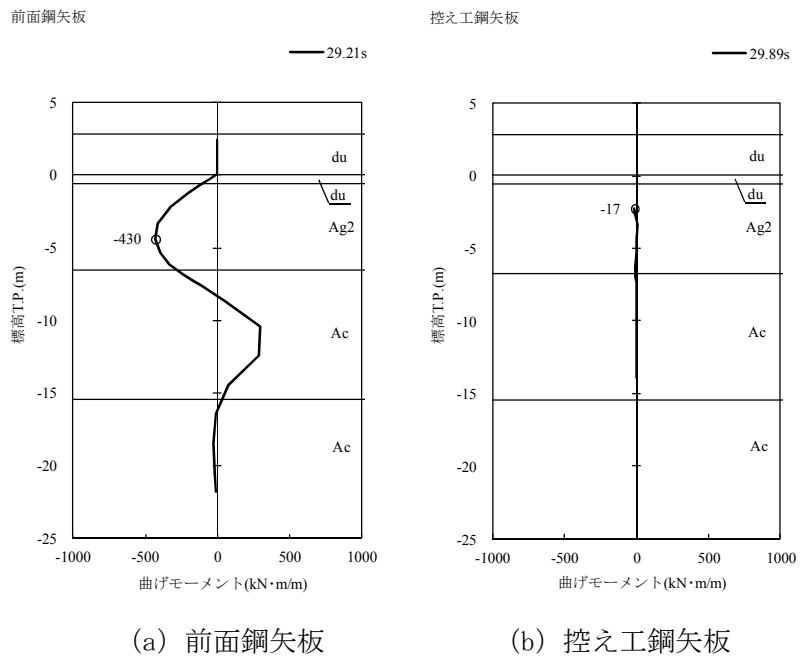 前面鋼矢板
29.21s
5
0
-5
-10
-15
-20
-25
標高T.P.(m)
du
du
Ag2
-430
Ac
Ac
-1000 -500 0 500 1000
曲げモーメント(kN･m/m)
(a) 前面鋼矢板
控え工鋼矢板
29.89s
5
0
-5
-10
-15
-20
-25
標高T.P.(m)
du
du
Ag2
-17
Ac
Ac
-1000 -500 0 500 1000
曲げモーメント(kN･m/m)
(b) 控え工鋼矢板